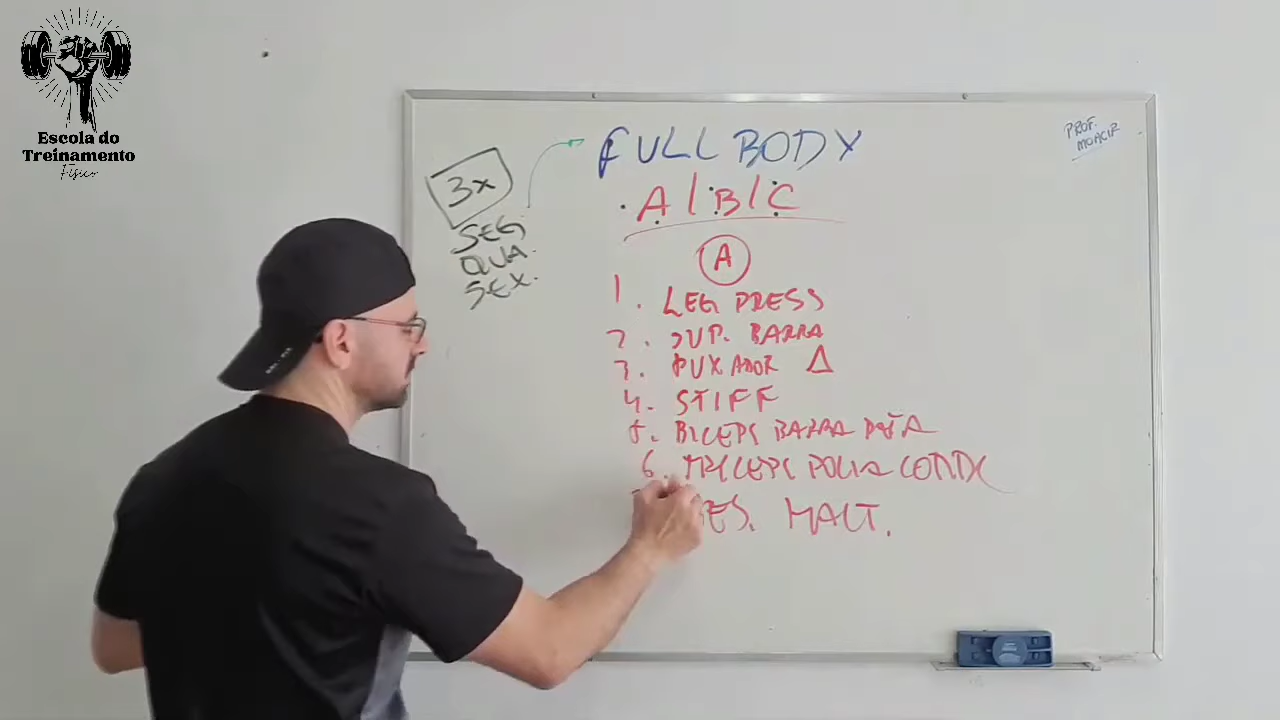 Escola do
Treinamento
Físico
3x
SEG
QUA.
SEX.
FULL BODY
A/B/C
A
1. LEG PRESS
2. SUP. BARRA
3. PUXADOR Δ
4. STIFF
5. BICEPS BARRA
6. TRICEPS POLIA CORDA
MALT.
PROF.
MOACIR